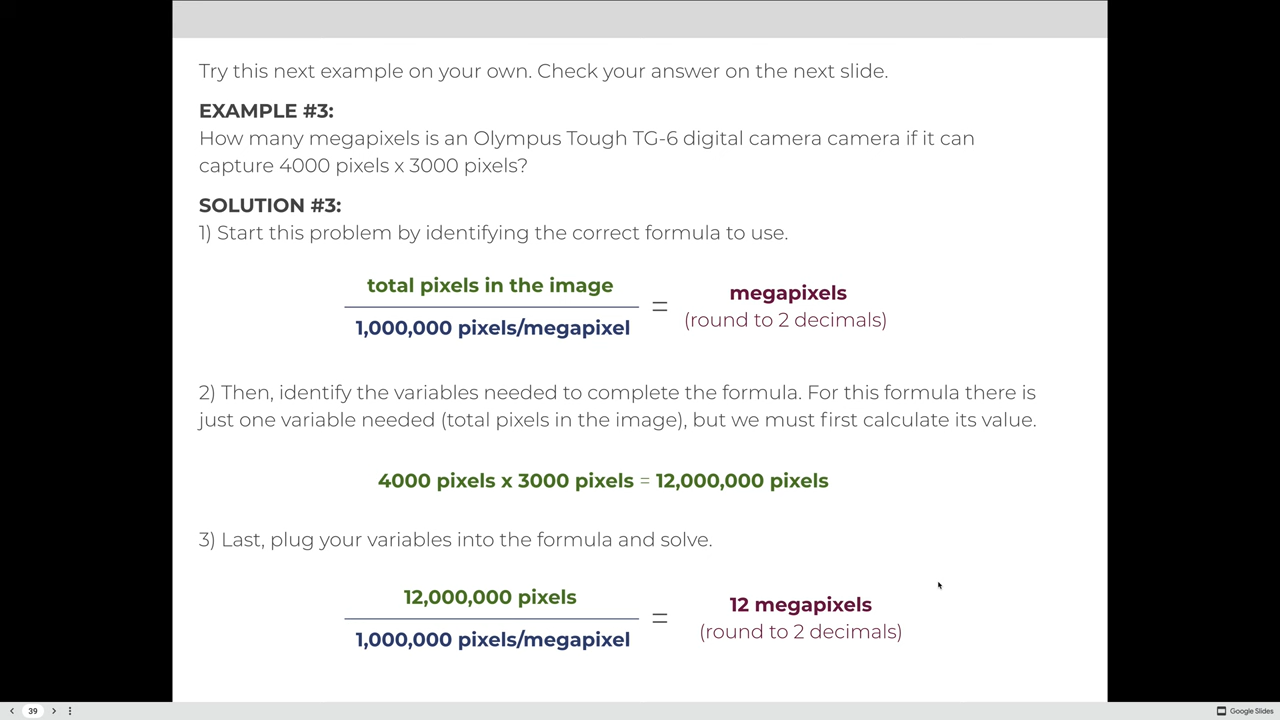 Try this next example on your own. Check your answer on the next slide.
EXAMPLE #3:
How many megapixels is an Olympus Tough TG-6 digital camera camera if it can
capture 4000 pixels x 3000 pixels?
SOLUTION #3:
1) Start this problem by identifying the correct formula to use.
total pixels in the image
1,000,000 pixels/megapixel
=
megapixels
(round to 2 decimals)
2) Then, identify the variables needed to complete the formula. For this formula there is
just one variable needed (total pixels in the image), but we must first calculate its value.
4000 pixels x 3000 pixels = 12,000,000 pixels
3) Last, plug your variables into the formula and solve.
12,000,000 pixels
1,000,000 pixels/megapixel
=
12 megapixels
(round to 2 decimals)
39
Google Slides